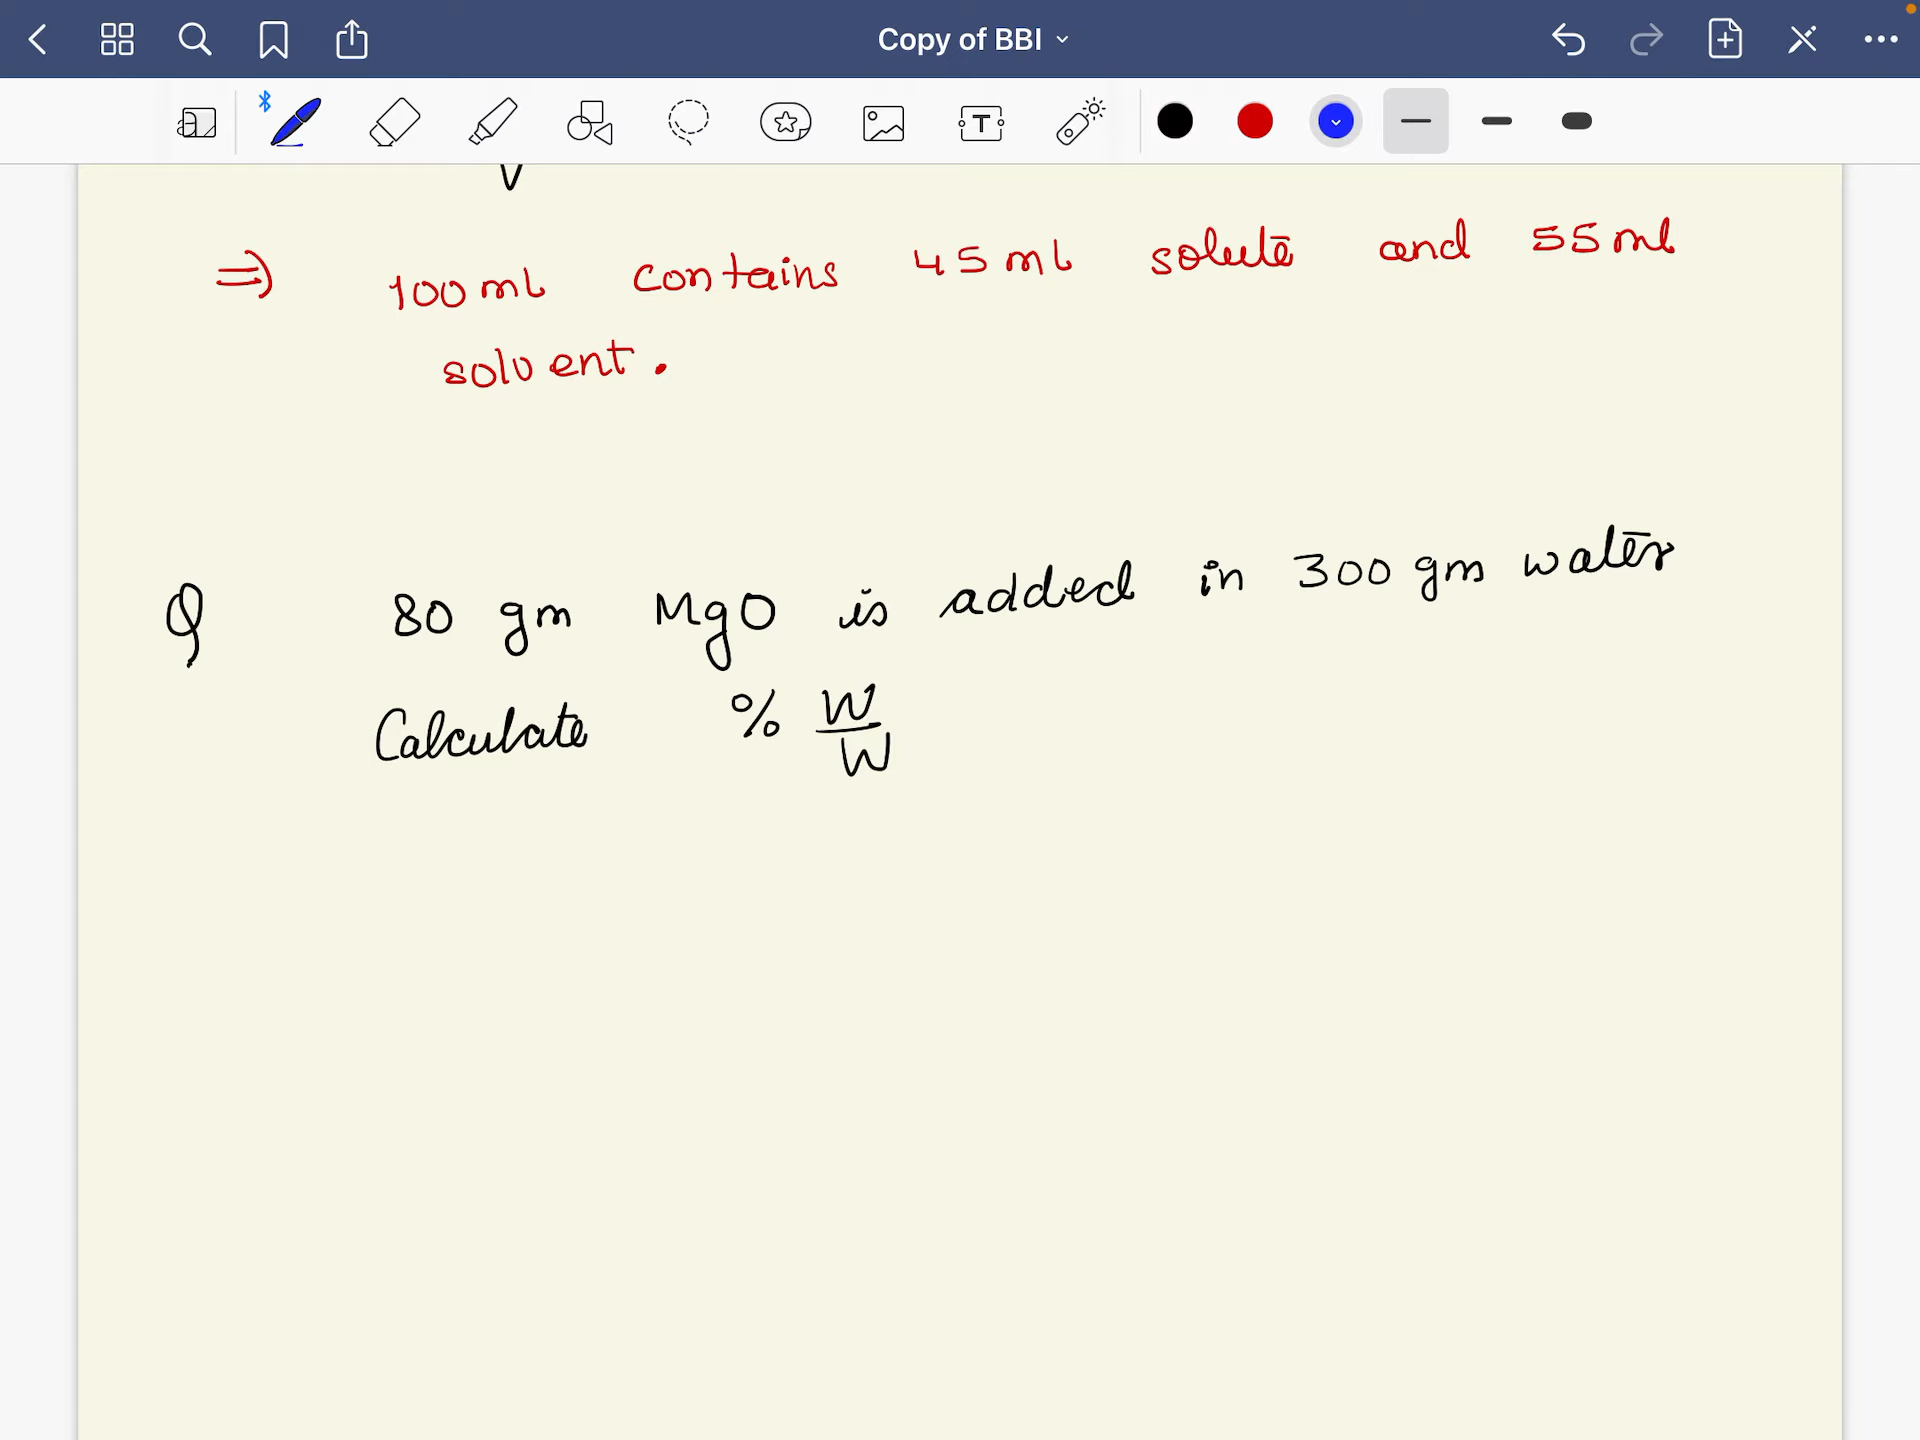 Copy of BBI
V
⇒ 100 ml contains 45 ml solute and 55 ml
solvent.
Q 80 gm MgO is added in 300 gm water
Calculate % W/W